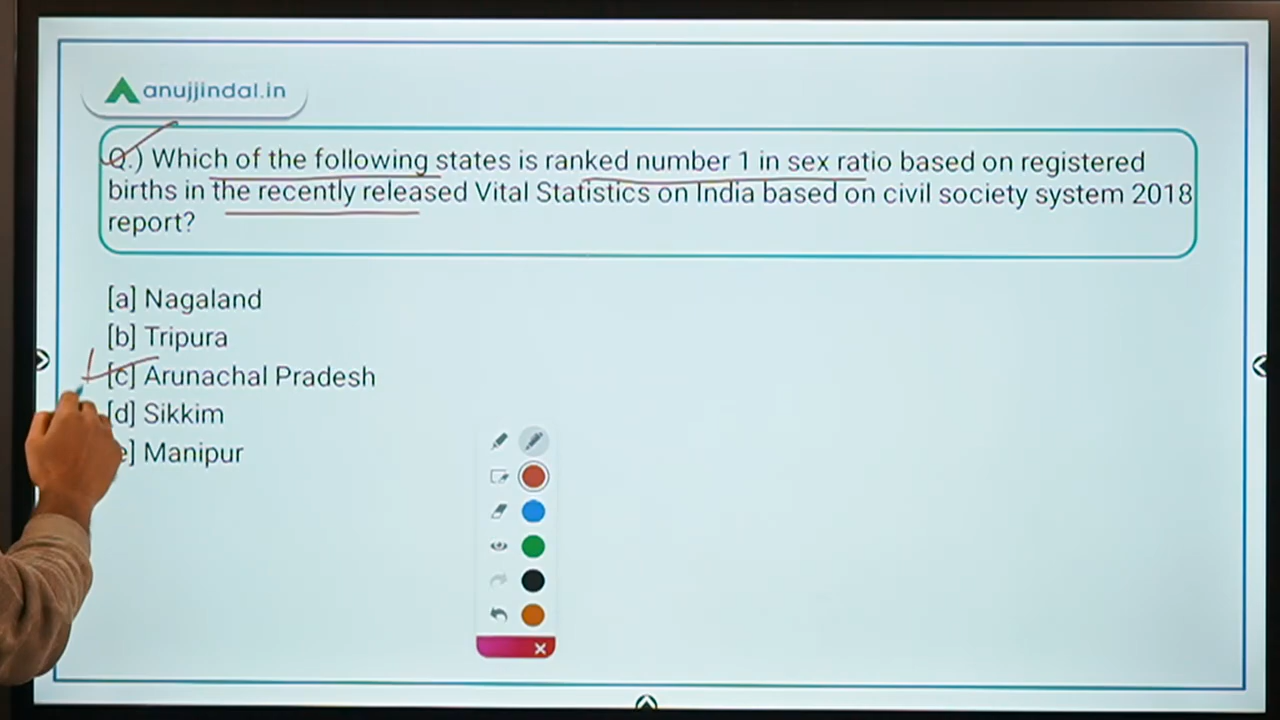 anujjindal.in
Q.) Which of the following states is ranked number 1 in sex ratio based on registered
births in the recently released Vital Statistics on India based on civil society system 2018
report?
[a] Nagaland
[b] Tripura
[c] Arunachal Pradesh
[d] Sikkim
e] Manipur